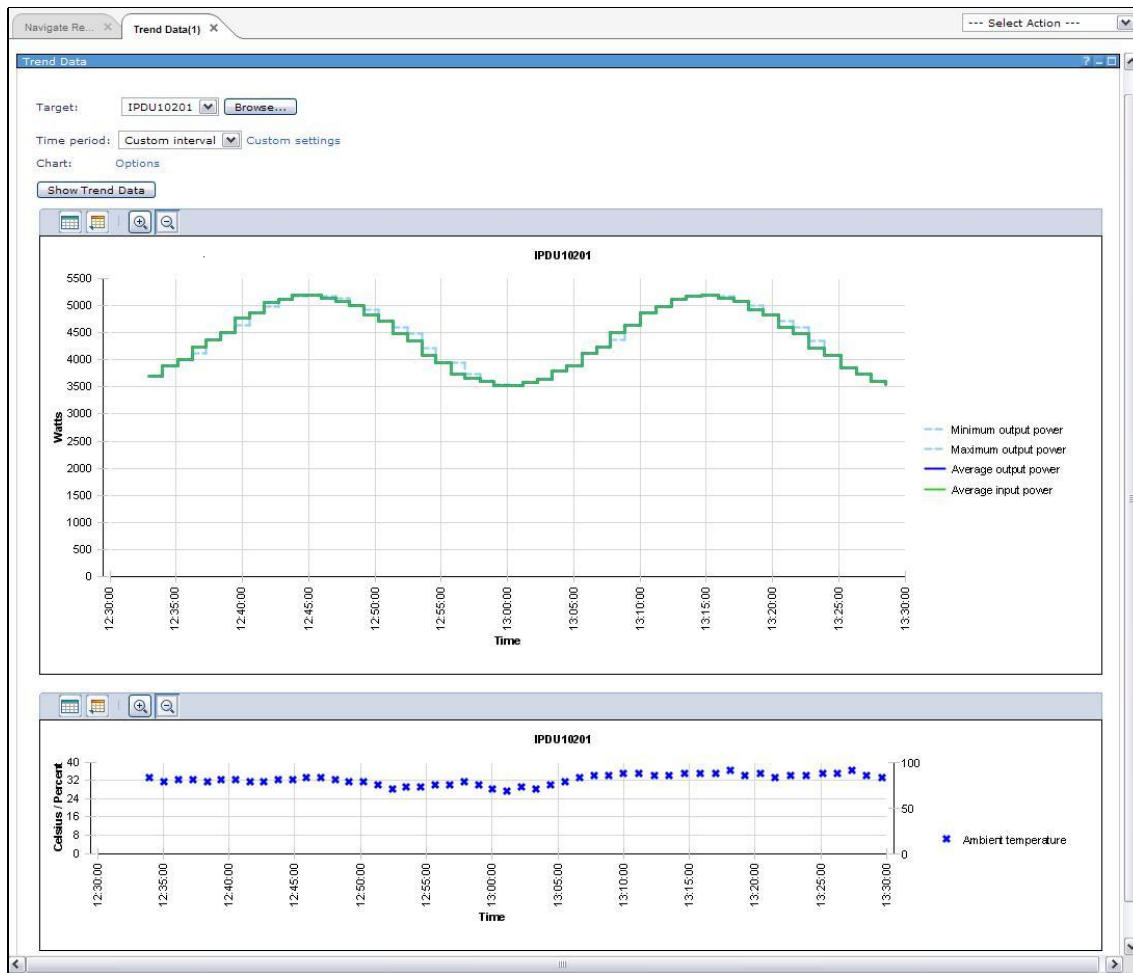 Navigate Re...
Trend Data(1)
--- Select Action ---
Trend Data
Target: IPDU10201 Browse...
Time period: Custom interval Custom settings
Chart: Options
Show Trend Data
IPDU10201
5500
5000
4500
4000
3500
3000
2500
2000
1500
1000
500
0
Watts
12:30:00 12:35:00 12:40:00 12:45:00 12:50:00 12:55:00 13:00:00 13:05:00 13:10:00 13:15:00 13:20:00 13:25:00 13:30:00
Time
Minimum output power
Maximum output power
Average output power
Average input power
IPDU10201
40
32
24
16
8
0
Celsius / Percent
100
50
0
12:30:00 12:35:00 12:40:00 12:45:00 12:50:00 12:55:00 13:00:00 13:05:00 13:10:00 13:15:00 13:20:00 13:25:00 13:30:00
Time
Ambient temperature